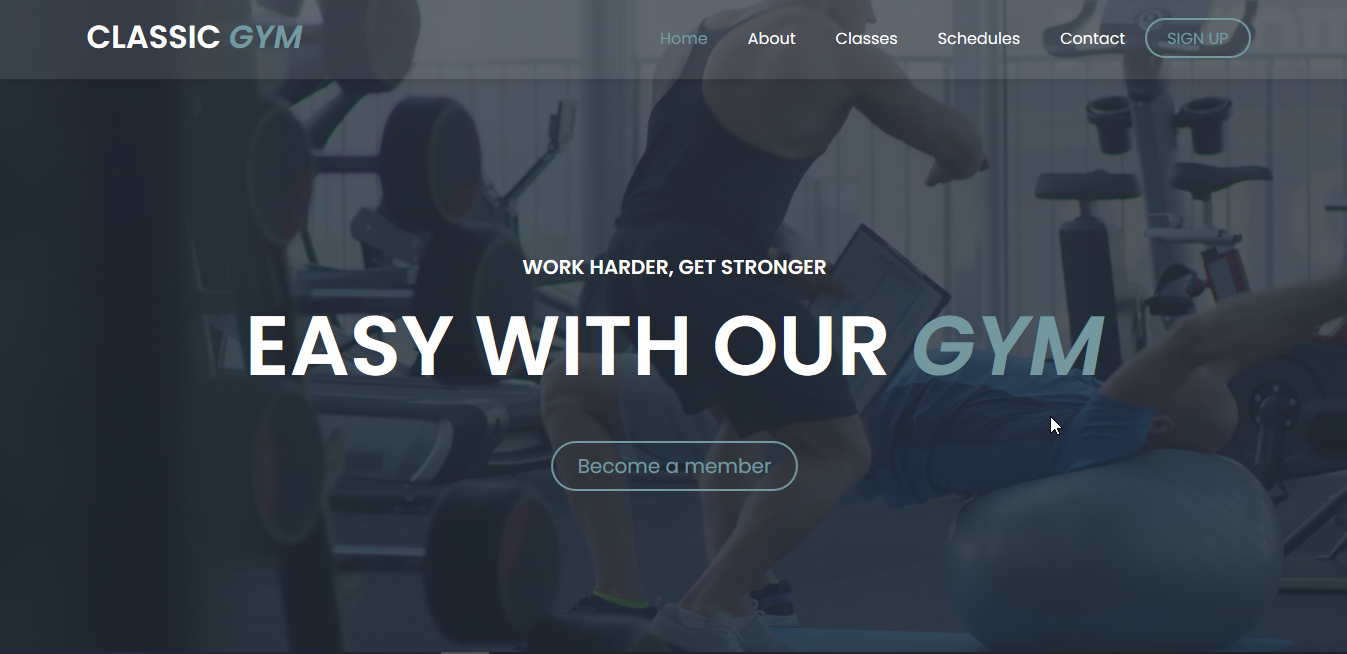 CLASSIC GYM
Home About Classes Schedules Contact SIGN UP
WORK HARDER, GET STRONGER
EASY WITH OUR GYM
Become a member